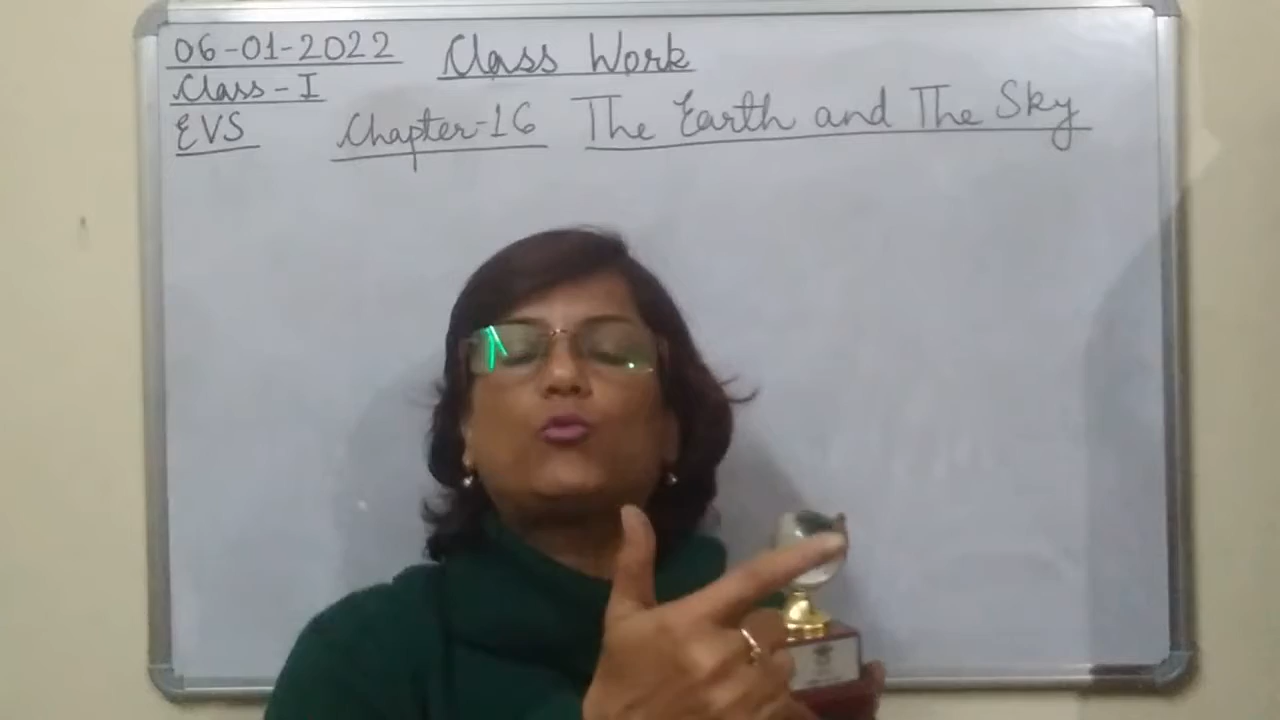 06-01-2022 Class Work
Class-I
EVS Chapter-16 The Earth and The Sky